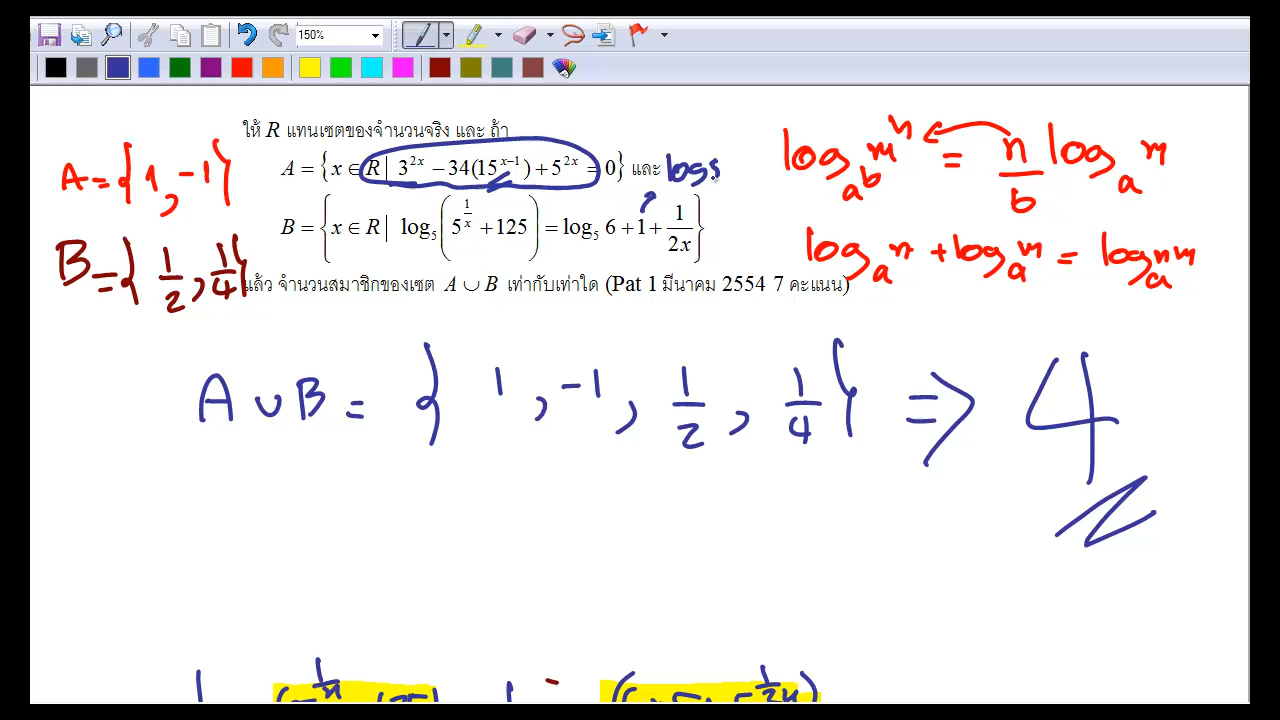 150%
ให้ R แทนเซตของจำนวนจริง และ ถ้า
A = {x ∈ R | 3^{2x} − 34(15^{x−1}) + 5^{2x} = 0} และ log5
B = {x ∈ R | log₅(5^{1/x} + 125) = log₅ 6 + 1 + 1/(2x)}
แล้ว จำนวนสมาชิกของเซต A ∪ B เท่ากับเท่าใด (Pat 1 มีนาคม 2554 7 คะแนน)
A = {1, -1}
B = {1/2, 1/4}
log_{a^b} m^n = n/b log_a m
log_a n + log_a m = log_a nm
A ∪ B = {1, -1, 1/2, 1/4} ⇒ 4